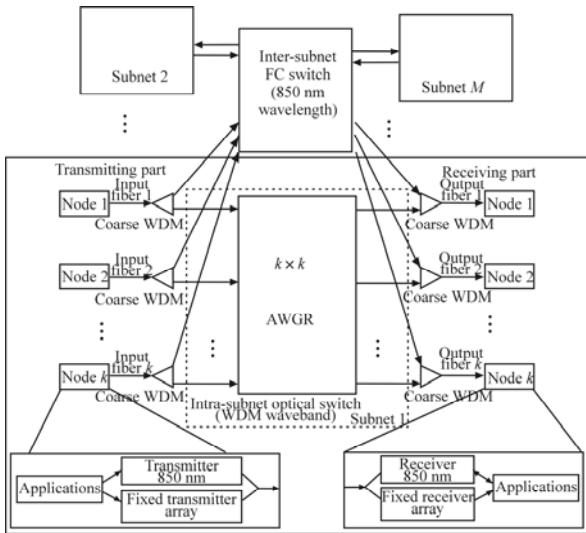 Subnet 2
Inter-subnet
FC switch
(850 nm
wavelength)
Subnet M
Transmitting part
Receiving part
Input
fiber 1
Node 1
Coarse WDM
Output
fiber 1
Node 1
Coarse WDM
Input
fiber 2
Node 2
Coarse WDM
k × k
AWGR
Output
fiber 2
Node 2
Coarse WDM
Input
fiber k
Node k
Coarse WDM
Output
fiber k
Node k
Coarse WDM
Intra-subnet optical switch
(WDM waveband)
Subnet 1
Applications
Transmitter
850 nm
Fixed transmitter
array
Receiver
850 nm
Fixed receiver
array
Applications